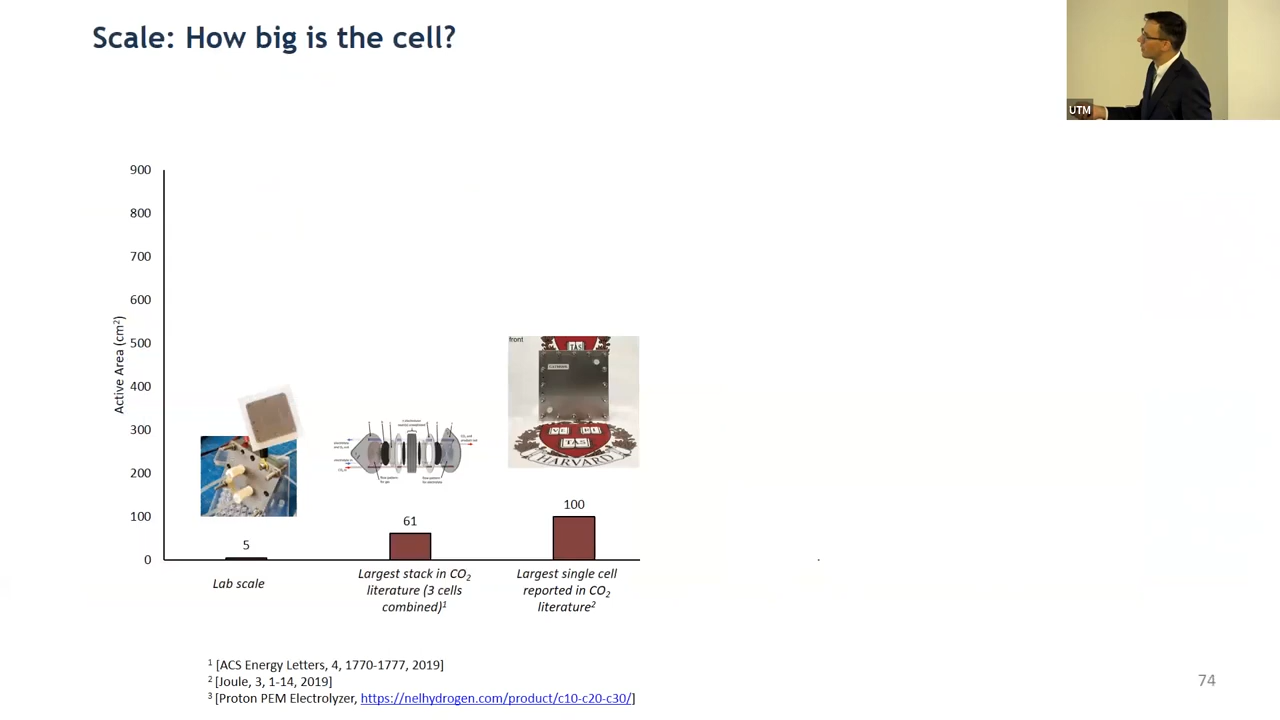 Scale: How big is the cell?
UTM
900
800
700
600
500
400
300
200
100
0
Active Area (cm²)
front
HARVARD
5
61
100
Lab scale
Largest stack in CO₂
literature (3 cells
combined)¹
Largest single cell
reported in CO₂
literature²
¹ [ACS Energy Letters, 4, 1770-1777, 2019]
² [Joule, 3, 1-14, 2019]
³ [Proton PEM Electrolyzer, https://nelhydrogen.com/product/c10-c20-c30/]
74